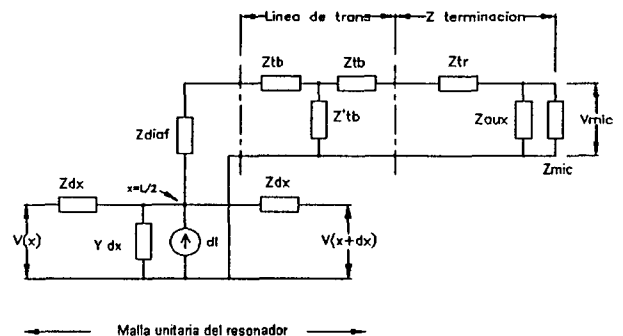 Linea de trans
Z terminacion
Ztb
Ztb
Ztr
Zdiaf
Z'tb
Zaux
Vmic
Zmic
x=L/2
Zdx
Zdx
V(x)
Y dx
dI
V(x+dx)
Malla unitaria del resonador